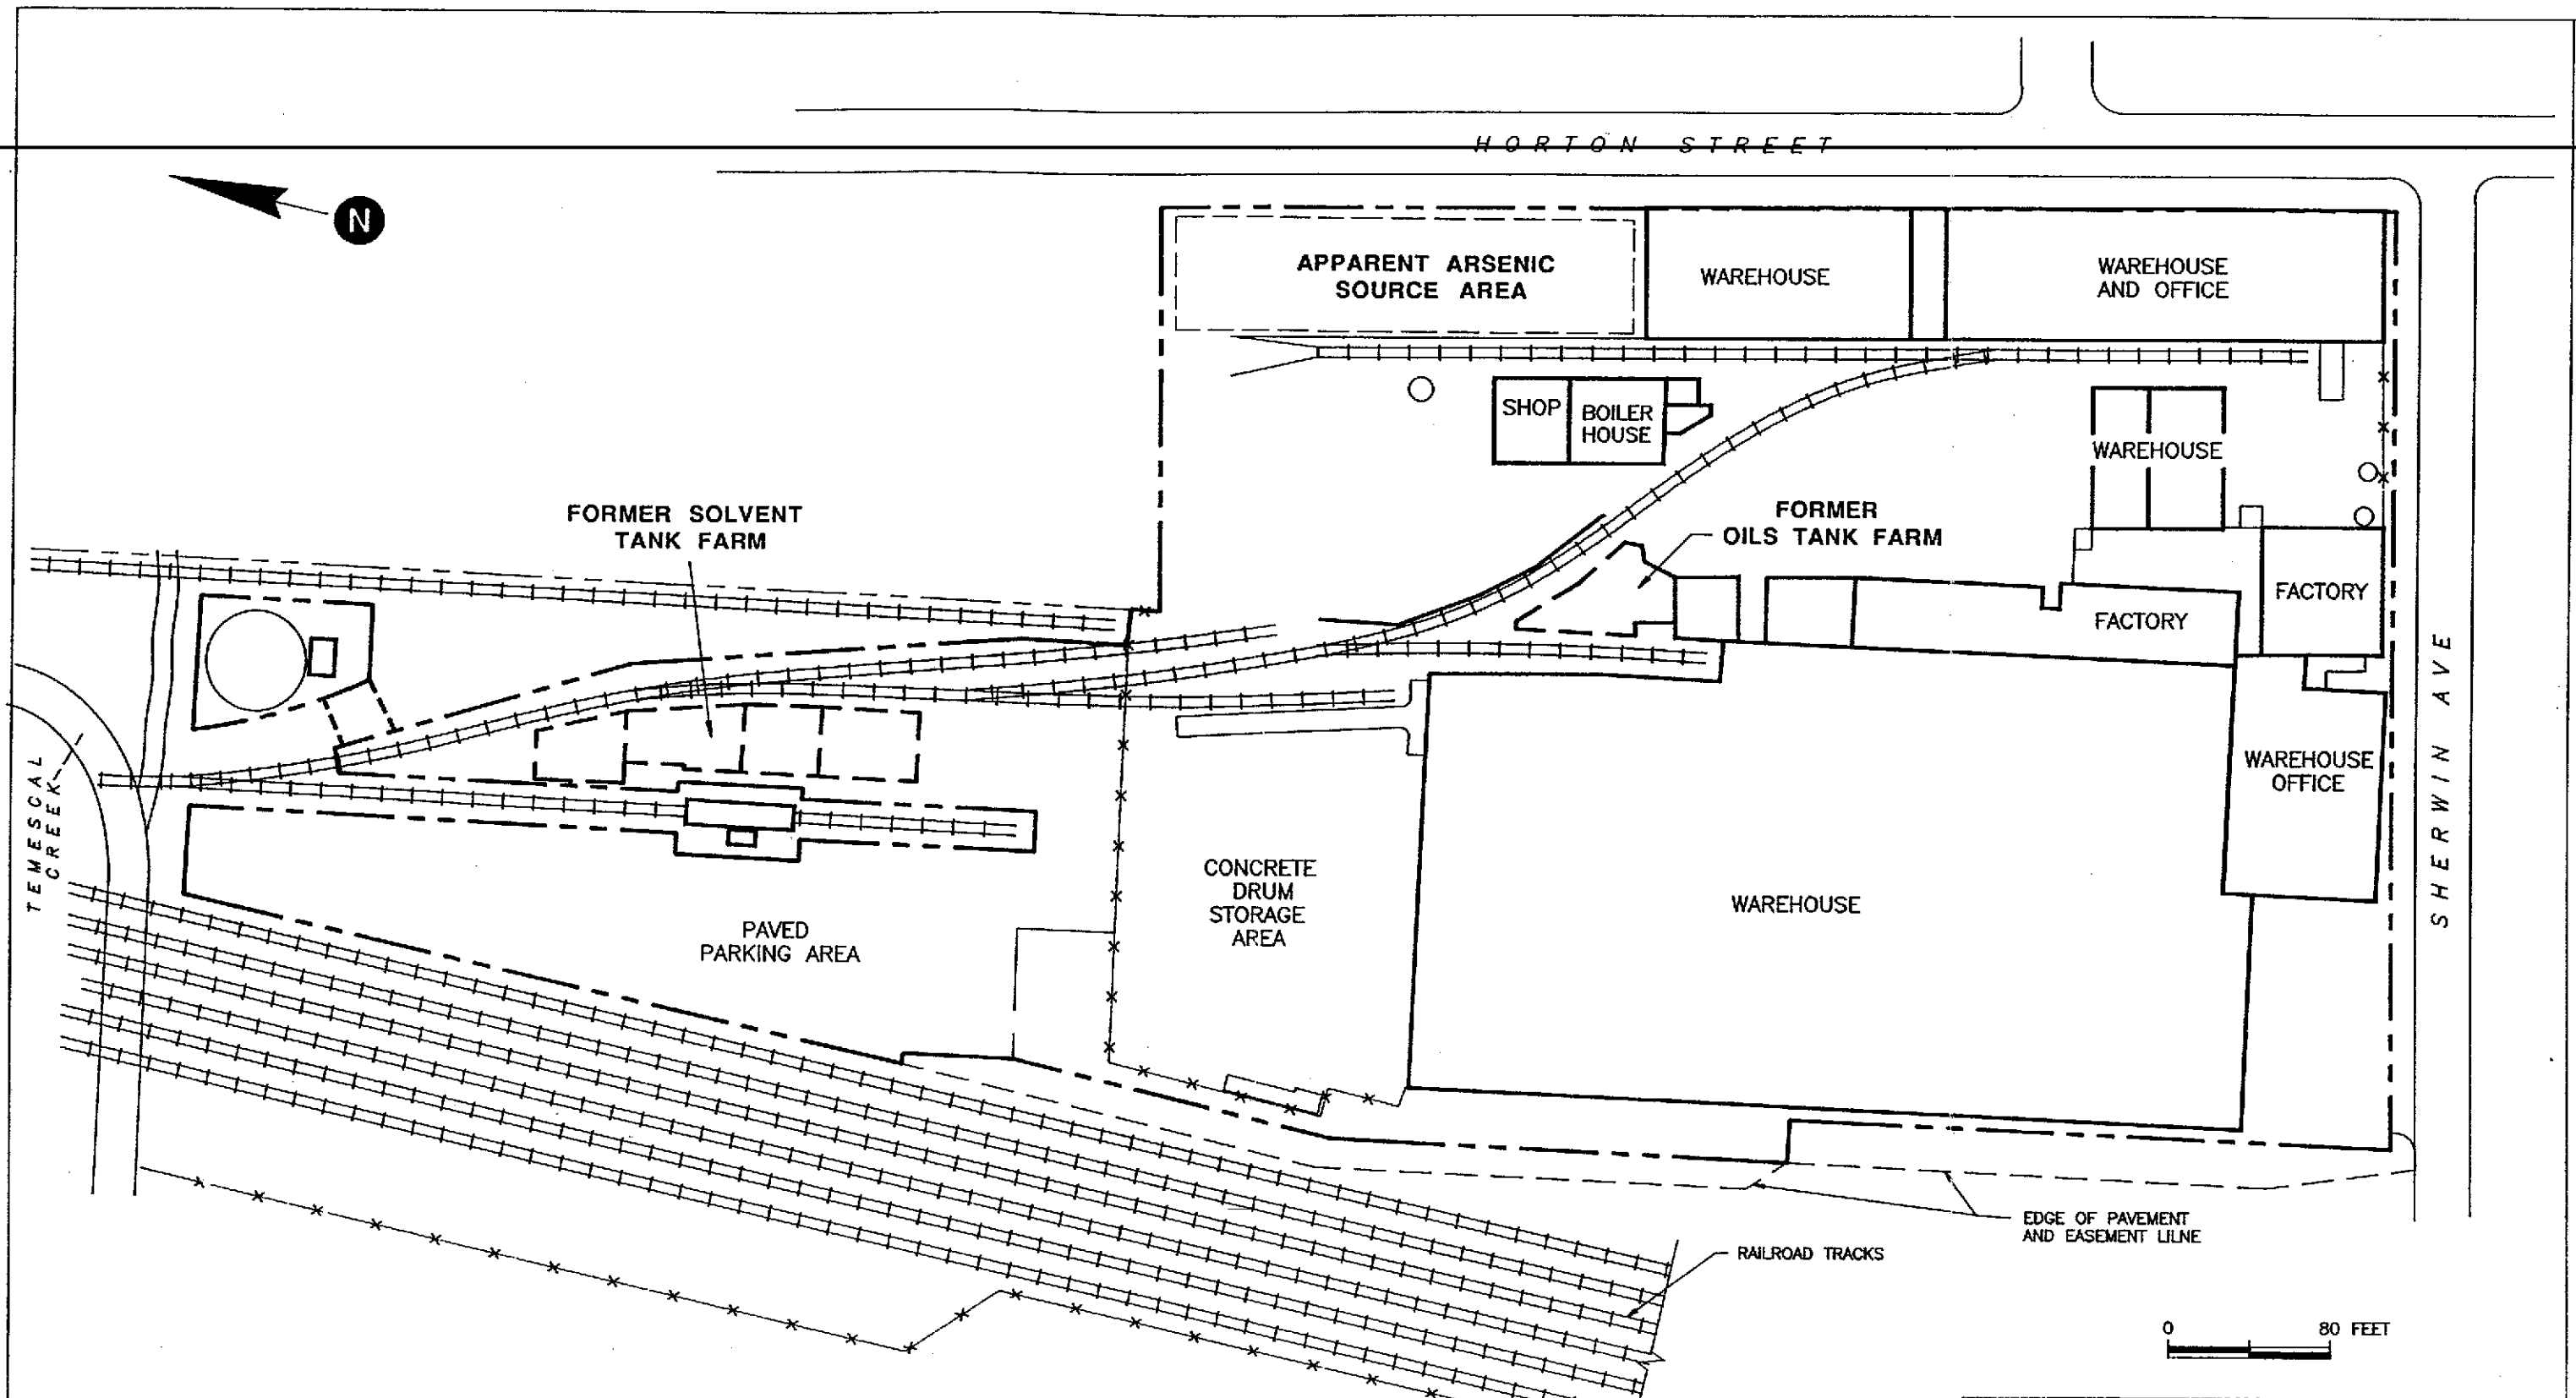 HORTON STREET
N
APPARENT ARSENIC
SOURCE AREA
WAREHOUSE
WAREHOUSE
AND OFFICE
SHOP
BOILER
HOUSE
WAREHOUSE
FORMER SOLVENT
TANK FARM
FORMER
OILS TANK FARM
FACTORY
FACTORY
SHERWIN AVE
TEMESCAL
CREEK
WAREHOUSE
OFFICE
CONCRETE
DRUM
STORAGE
AREA
WAREHOUSE
PAVED
PARKING AREA
EDGE OF PAVEMENT
AND EASEMENT LILNE
RAILROAD TRACKS
0 80 FEET